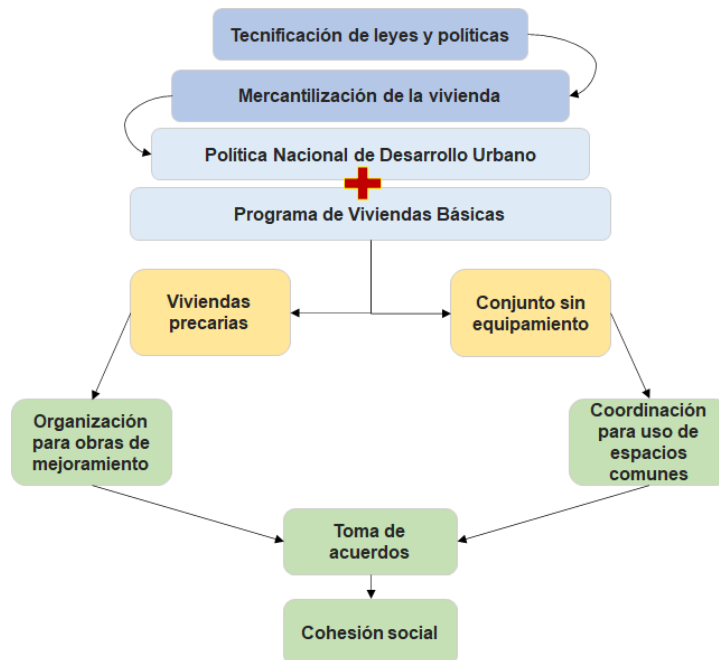 Tecnificación de leyes y políticas
Mercantilización de la vivienda
Política Nacional de Desarrollo Urbano
Programa de Viviendas Básicas
Viviendas
precarias
Conjunto sin
equipamiento
Organización
para obras de
mejoramiento
Coordinación
para uso de
espacios
comunes
Toma de
acuerdos
Cohesión social